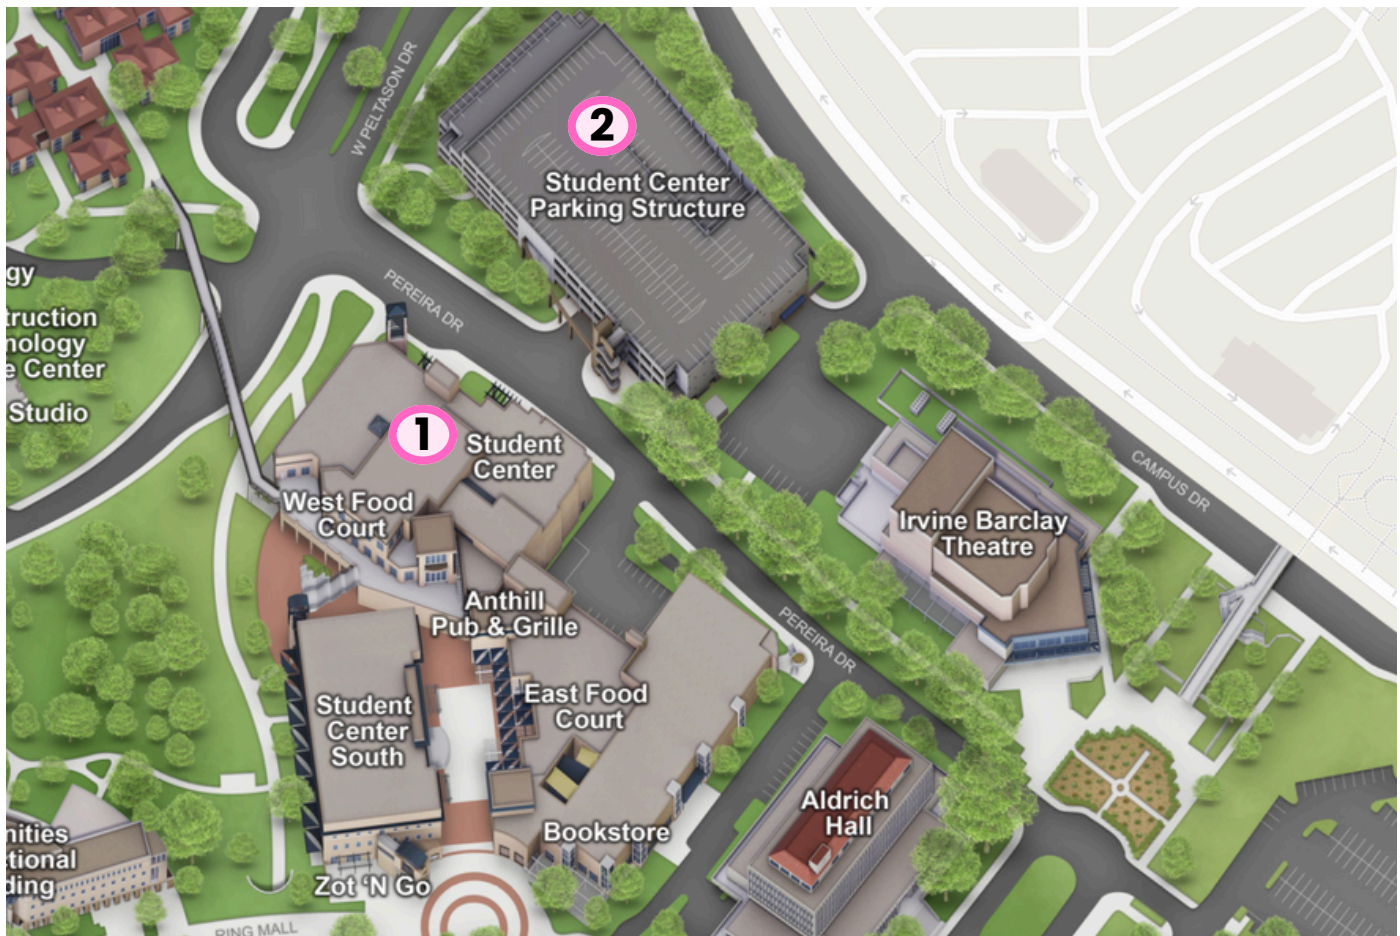 W PELTASON DR
2
Student Center
Parking Structure
PEREIRA DR
gy
truction
nology
e Center
Studio
1
Student
Center
West Food
Court
CAMPUS DR
Irvine Barclay
Theatre
Anthill
Pub & Grille
PEREIRA DR
East Food
Court
Student
Center
South
Aldrich
Hall
Bookstore
nities
ctional
ding
Zot 'N Go
RING MALL